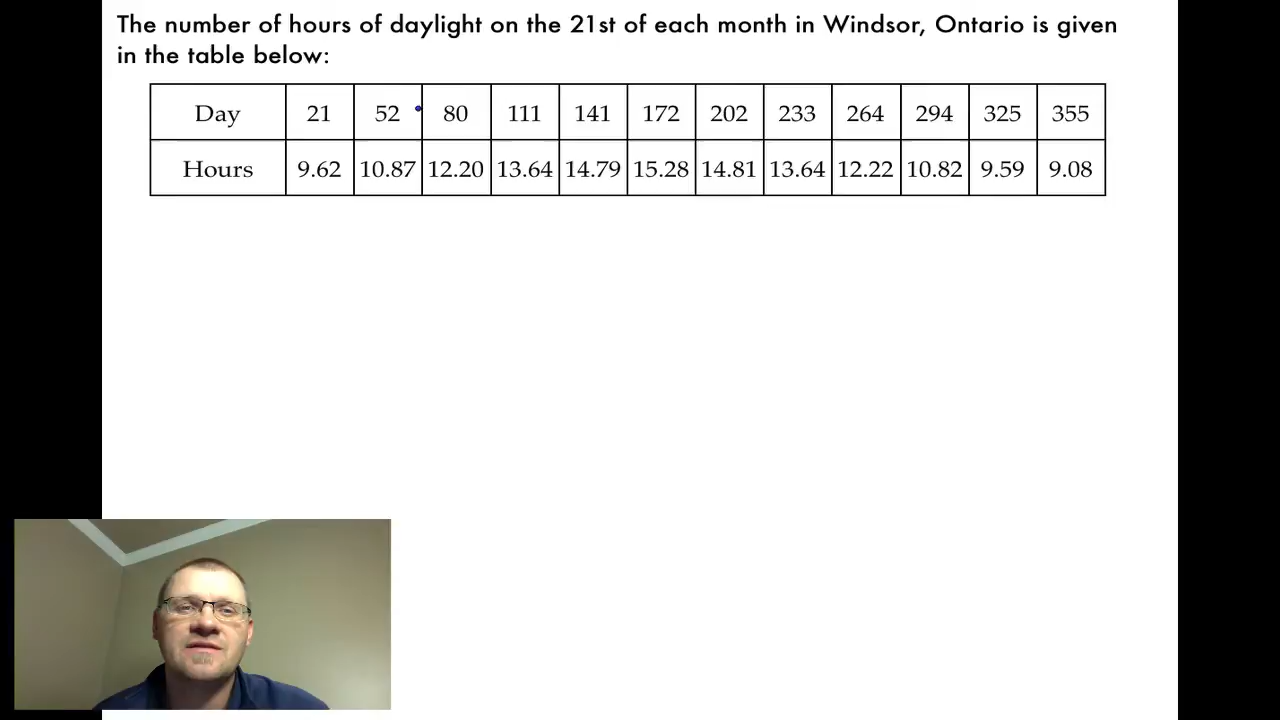 The number of hours of daylight on the 21st of each month in Windsor, Ontario is given
in the table below:
Day 21 52 80 111 141 172 202 233 264 294 325 355
Hours 9.62 10.87 12.20 13.64 14.79 15.28 14.81 13.64 12.22 10.82 9.59 9.08